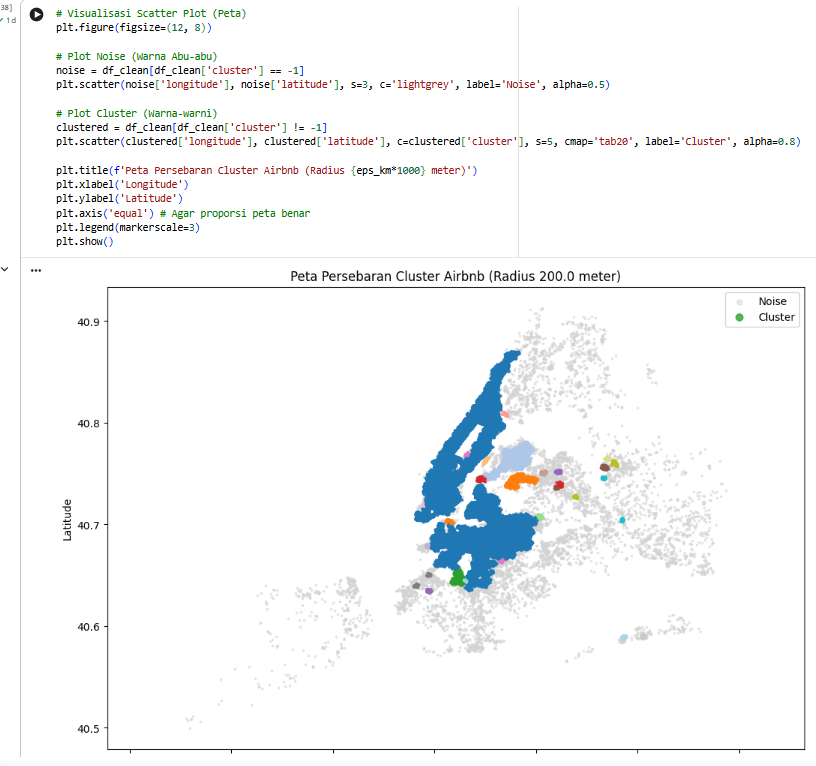 38]
1d
# Visualisasi Scatter Plot (Peta)
plt.figure(figsize=(12, 8))
# Plot Noise (Warna Abu-abu)
noise = df_clean[df_clean['cluster'] == -1]
plt.scatter(noise['longitude'], noise['latitude'], s=3, c='lightgrey', label='Noise', alpha=0.5)
# Plot Cluster (Warna-warni)
clustered = df_clean[df_clean['cluster'] != -1]
plt.scatter(clustered['longitude'], clustered['latitude'], c=clustered['cluster'], s=5, cmap='tab20', label='Cluster', alpha=0.8)
plt.title(f'Peta Persebaran Cluster Airbnb (Radius {eps_km*1000} meter)')
plt.xlabel('Longitude')
plt.ylabel('Latitude')
plt.axis('equal') # Agar proporsi peta benar
plt.legend(markerscale=3)
plt.show()
Peta Persebaran Cluster Airbnb (Radius 200.0 meter)
Noise
Cluster
40.9
40.8
40.7
40.6
40.5
Latitude